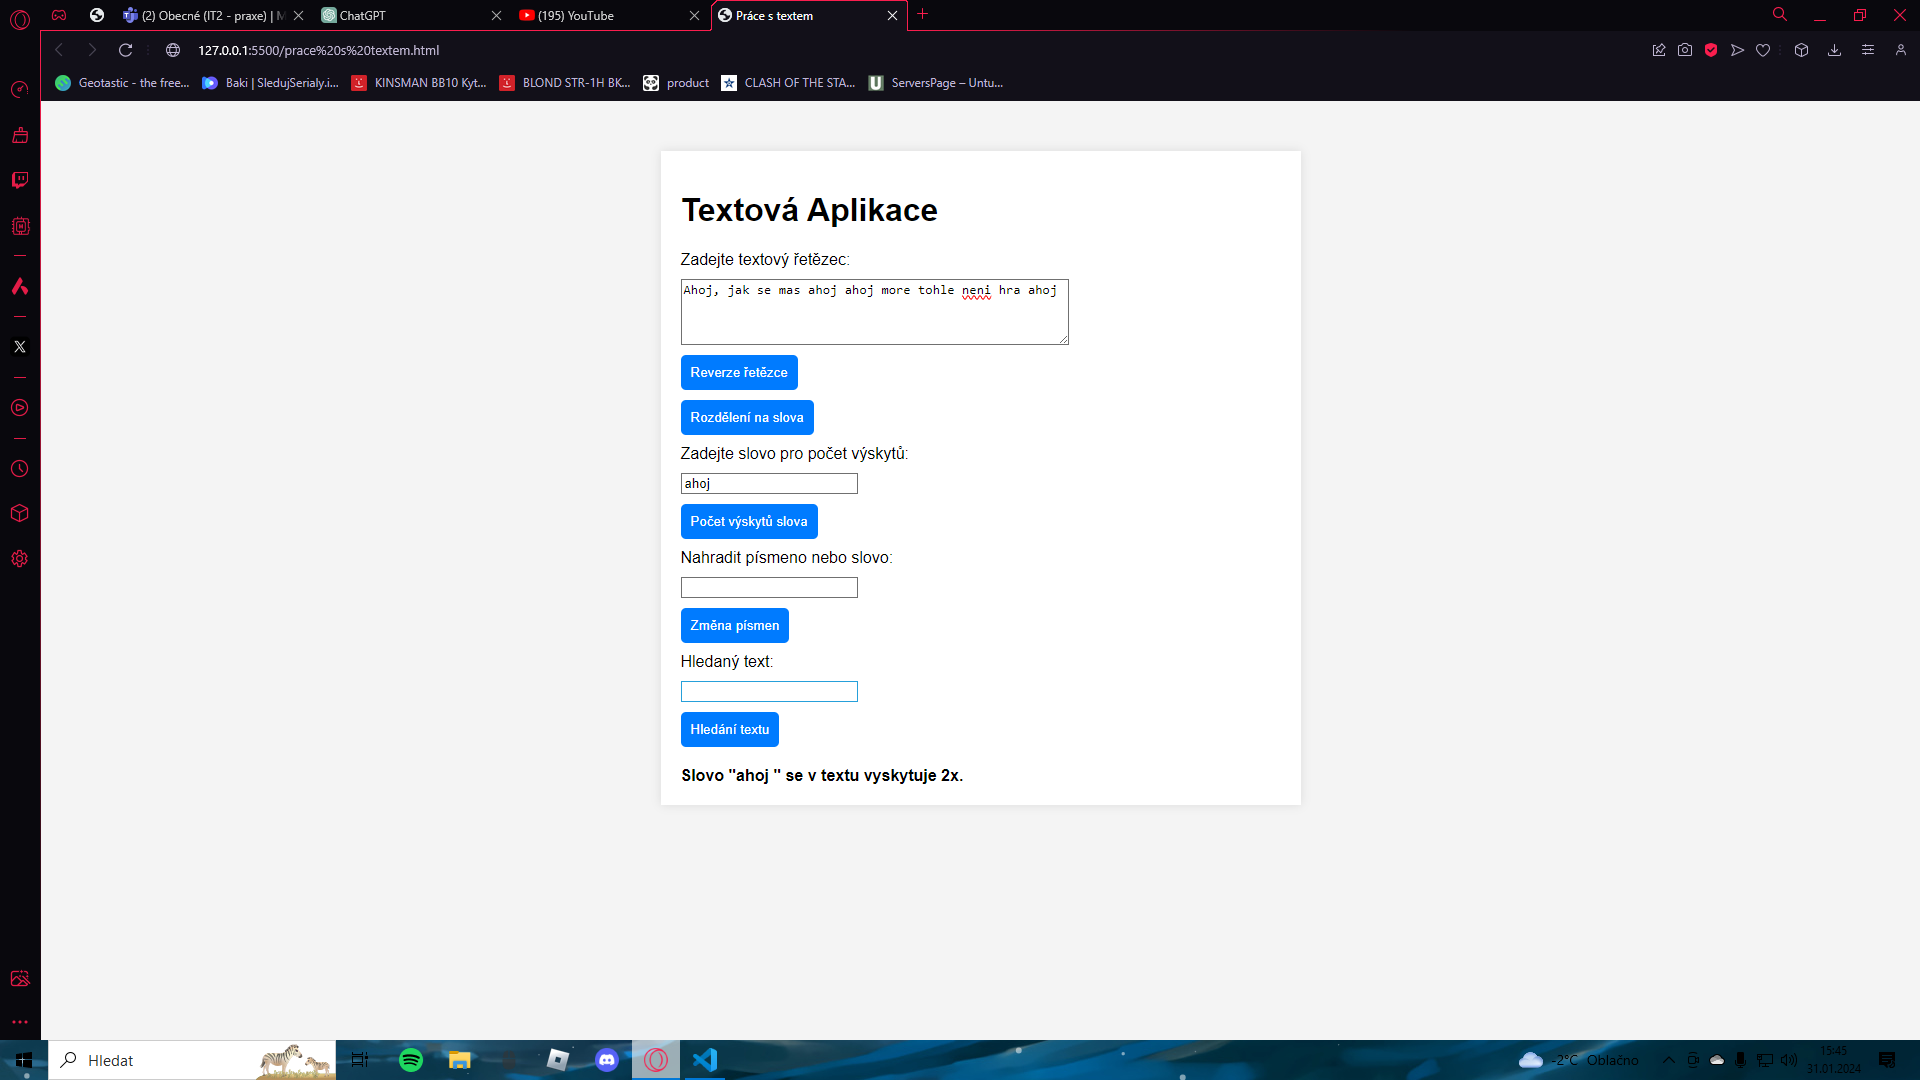 (2) Obecné (IT2 - praxe) | M
ChatGPT
(195) YouTube
Práce s textem
127.0.0.1:5500/prace%20s%20textem.html
Geotastic - the free...
Baki | SledujSerialy.i...
KINSMAN BB10 Kyt...
BLOND STR-1H BK...
product
CLASH OF THE STA...
ServersPage – Untu...
Textová Aplikace
Zadejte textový řetězec:
Ahoj, jak se mas ahoj ahoj more tohle neni hra ahoj
Reverze řetězce
Rozdělení na slova
Zadejte slovo pro počet výskytů:
ahoj
Počet výskytů slova
Nahradit písmeno nebo slovo:
Změna písmen
Hledaný text:
Hledání textu
Slovo "ahoj " se v textu vyskytuje 2x.
Hledat
-2°C Oblačno
15:45
31.01.2024